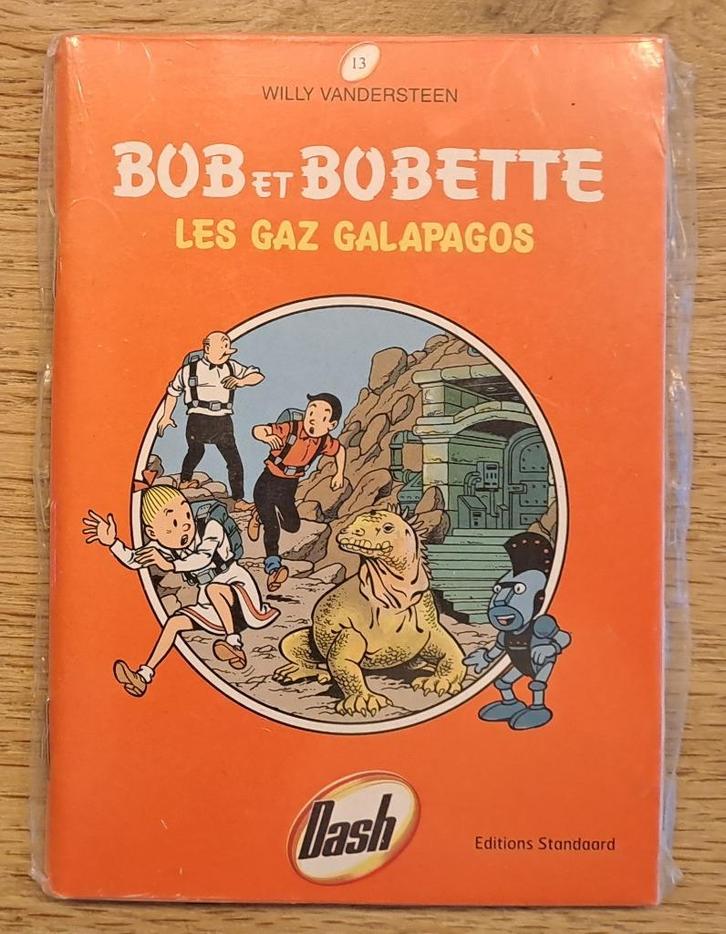 13
WILLY VANDERSTEEN
BOB ET BOBETTE
LES GAZ GALAPAGOS
Dash
Editions Standaard